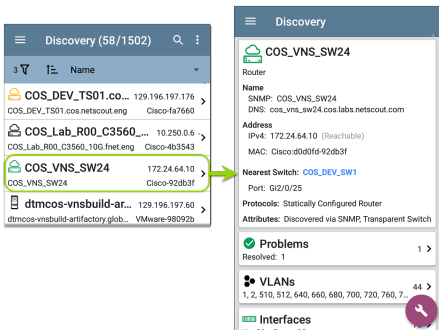 Discovery (58/1502)
3 Name
COS_DEV_TS01.co... 129.196.197.176
COS_DEV_TS01.cos.netscout.eng Cisco-fa7660
COS_Lab_R00_C3560_... 10.250.0.6
COS_Lab_R00_C3560_10G.fnet.eng Cisco-4b3543
COS_VNS_SW24 172.24.64.10
COS_VNS_SW24 Cisco-92db3f
dtmcos-vnsbuild-ar... 129.196.197.60
dtmcos-vnsbuild-artifactory.glob... VMware-98092b
Discovery
COS_VNS_SW24
Router
Name
SNMP: COS_VNS_SW24
DNS: cos_vns_sw24.cos.labs.netscout.com
Address
IPv4: 172.24.64.10 (Reachable)
MAC: Cisco:d0d0fd-92db3f
Nearest Switch: COS_DEV_SW1
Port: Gi2/0/25
Protocols: Statically Configured Router
Attributes: Discovered via SNMP, Transparent Switch
Problems 1
Resolved: 1
VLANs 44
1, 2, 510, 512, 640, 660, 680, 700, 720, 760, 7...
Interfaces